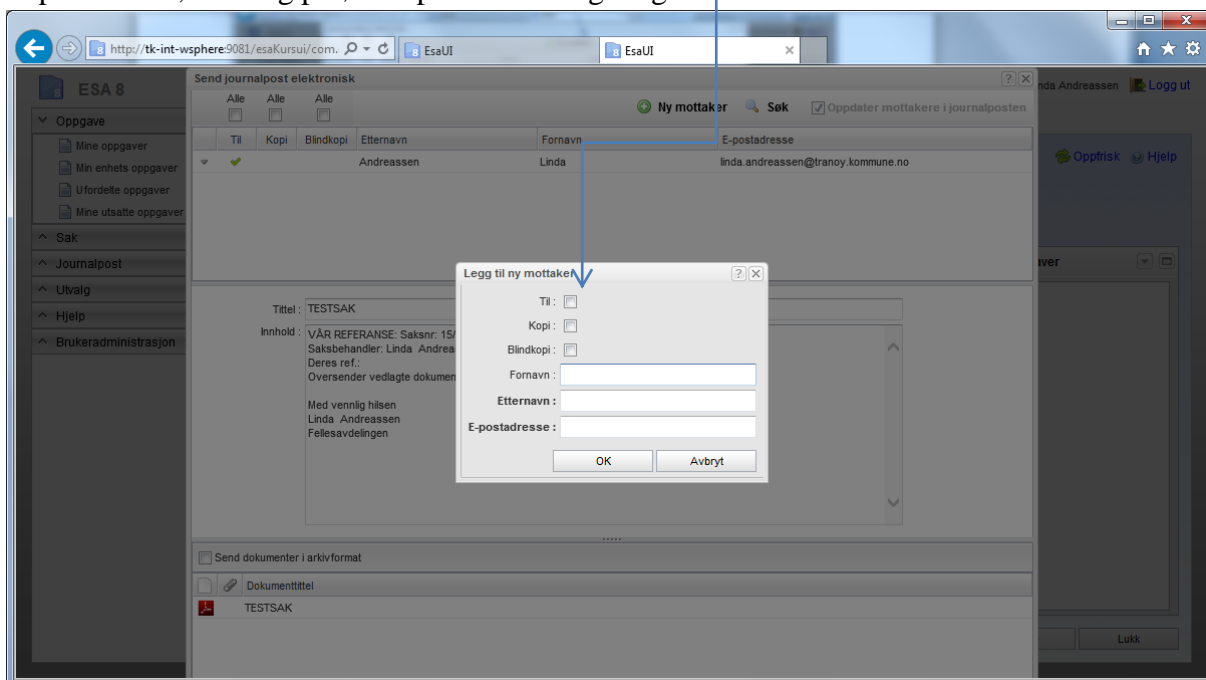 http://tk-int-wsphere:9081/esaKursui/com.
EsaUI
EsaUI
ESA 8
Send journalpost elektronisk
nda Andreassen
Logg ut
Alle Alle Alle
Ny mottaker
Søk
Oppdater mottakere i journalposten
Til Kopi Blindkopi Etternavn Fornavn E-postadresse
Andreassen Linda linda.andreassen@tranoy.kommune.no
Oppgave
Mine oppgaver
Min enhets oppgaver
Ufordelte oppgaver
Mine utsatte oppgaver
Sak
Journalpost
Utvalg
Hjelp
Brukeradministrasjon
Oppfrisk
Hjelp
Tittel : TESTSAK
Innhold : VÅR REFERANSE: Saksnr: 15/
Saksbehandler: Linda Andrea
Deres ref.:
Oversender vedlagte dokumen
Med vennlig hilsen
Linda Andreassen
Fellesavdelingen
Legg til ny mottaker
Til :
Kopi :
Blindkopi :
Fornavn :
Etternavn :
E-postadresse :
OK
Avbryt
Send dokumenter i arkivformat
Dokumenttittel
TESTSAK
Lukk